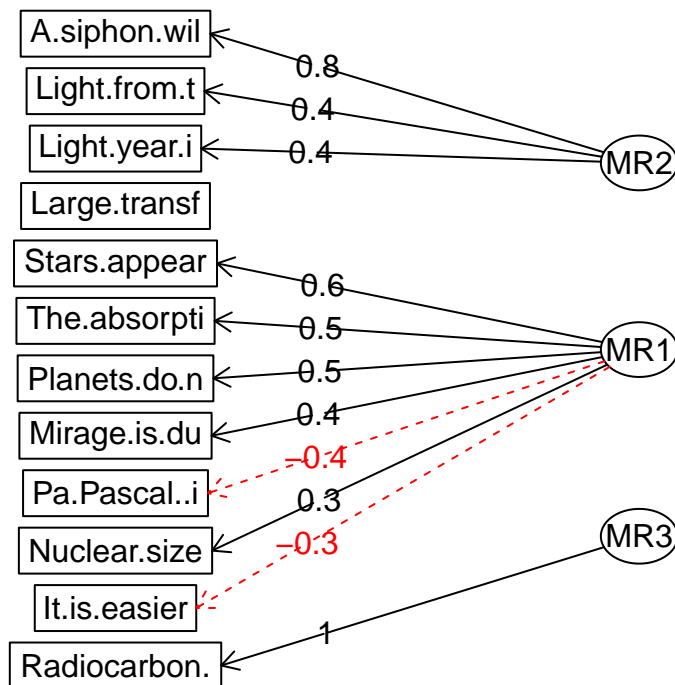 A.siphon.wil
0.8
Light.from.t
0.4
Light.year.i
0.4
MR2
Large.transf
Stars.appear
0.6
The.absorpti
0.5
MR1
Planets.do.n
0.5
Mirage.is.du
0.4
−0.4
Pa.Pascal..i
0.3
Nuclear.size
−0.3
MR3
It.is.easier
1
Radiocarbon.